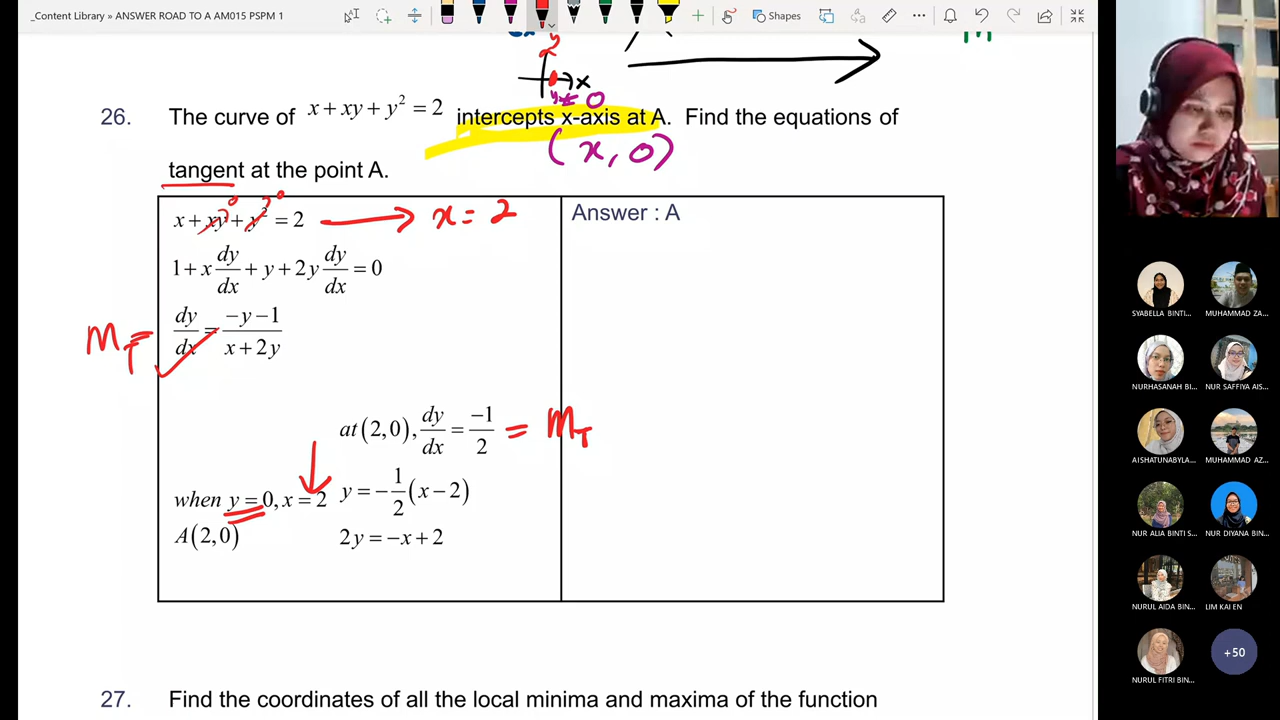 _Content Library » ANSWER ROAD TO A AM015 PSPM 1
Shapes
y
x
y = 0
26. The curve of x + xy + y² = 2 intercepts x-axis at A. Find the equations of
(x, 0)
tangent at the point A.
x + xy + y² = 2 → x = 2
0 0
Answer : A
1 + x dy/dx + y + 2y dy/dx = 0
M_T = dy/dx = (-y - 1)/(x + 2y)
at (2,0), dy/dx = -1/2 = M_T
when y = 0, x = 2
y = -1/2 (x - 2)
A(2,0)
2y = -x + 2
27. Find the coordinates of all the local minima and maxima of the function
SYABELLA BINTI...
MUHAMMAD ZA...
NURHASANAH BI...
NUR SAFFIYA AIS...
AISHATUNABYLA...
MUHAMMAD AZ...
NUR ALIA BINTI S...
NUR DIYANA BIN...
NURUL AIDA BIN...
LIM KAI EN
NURUL FITRI BIN...
+50